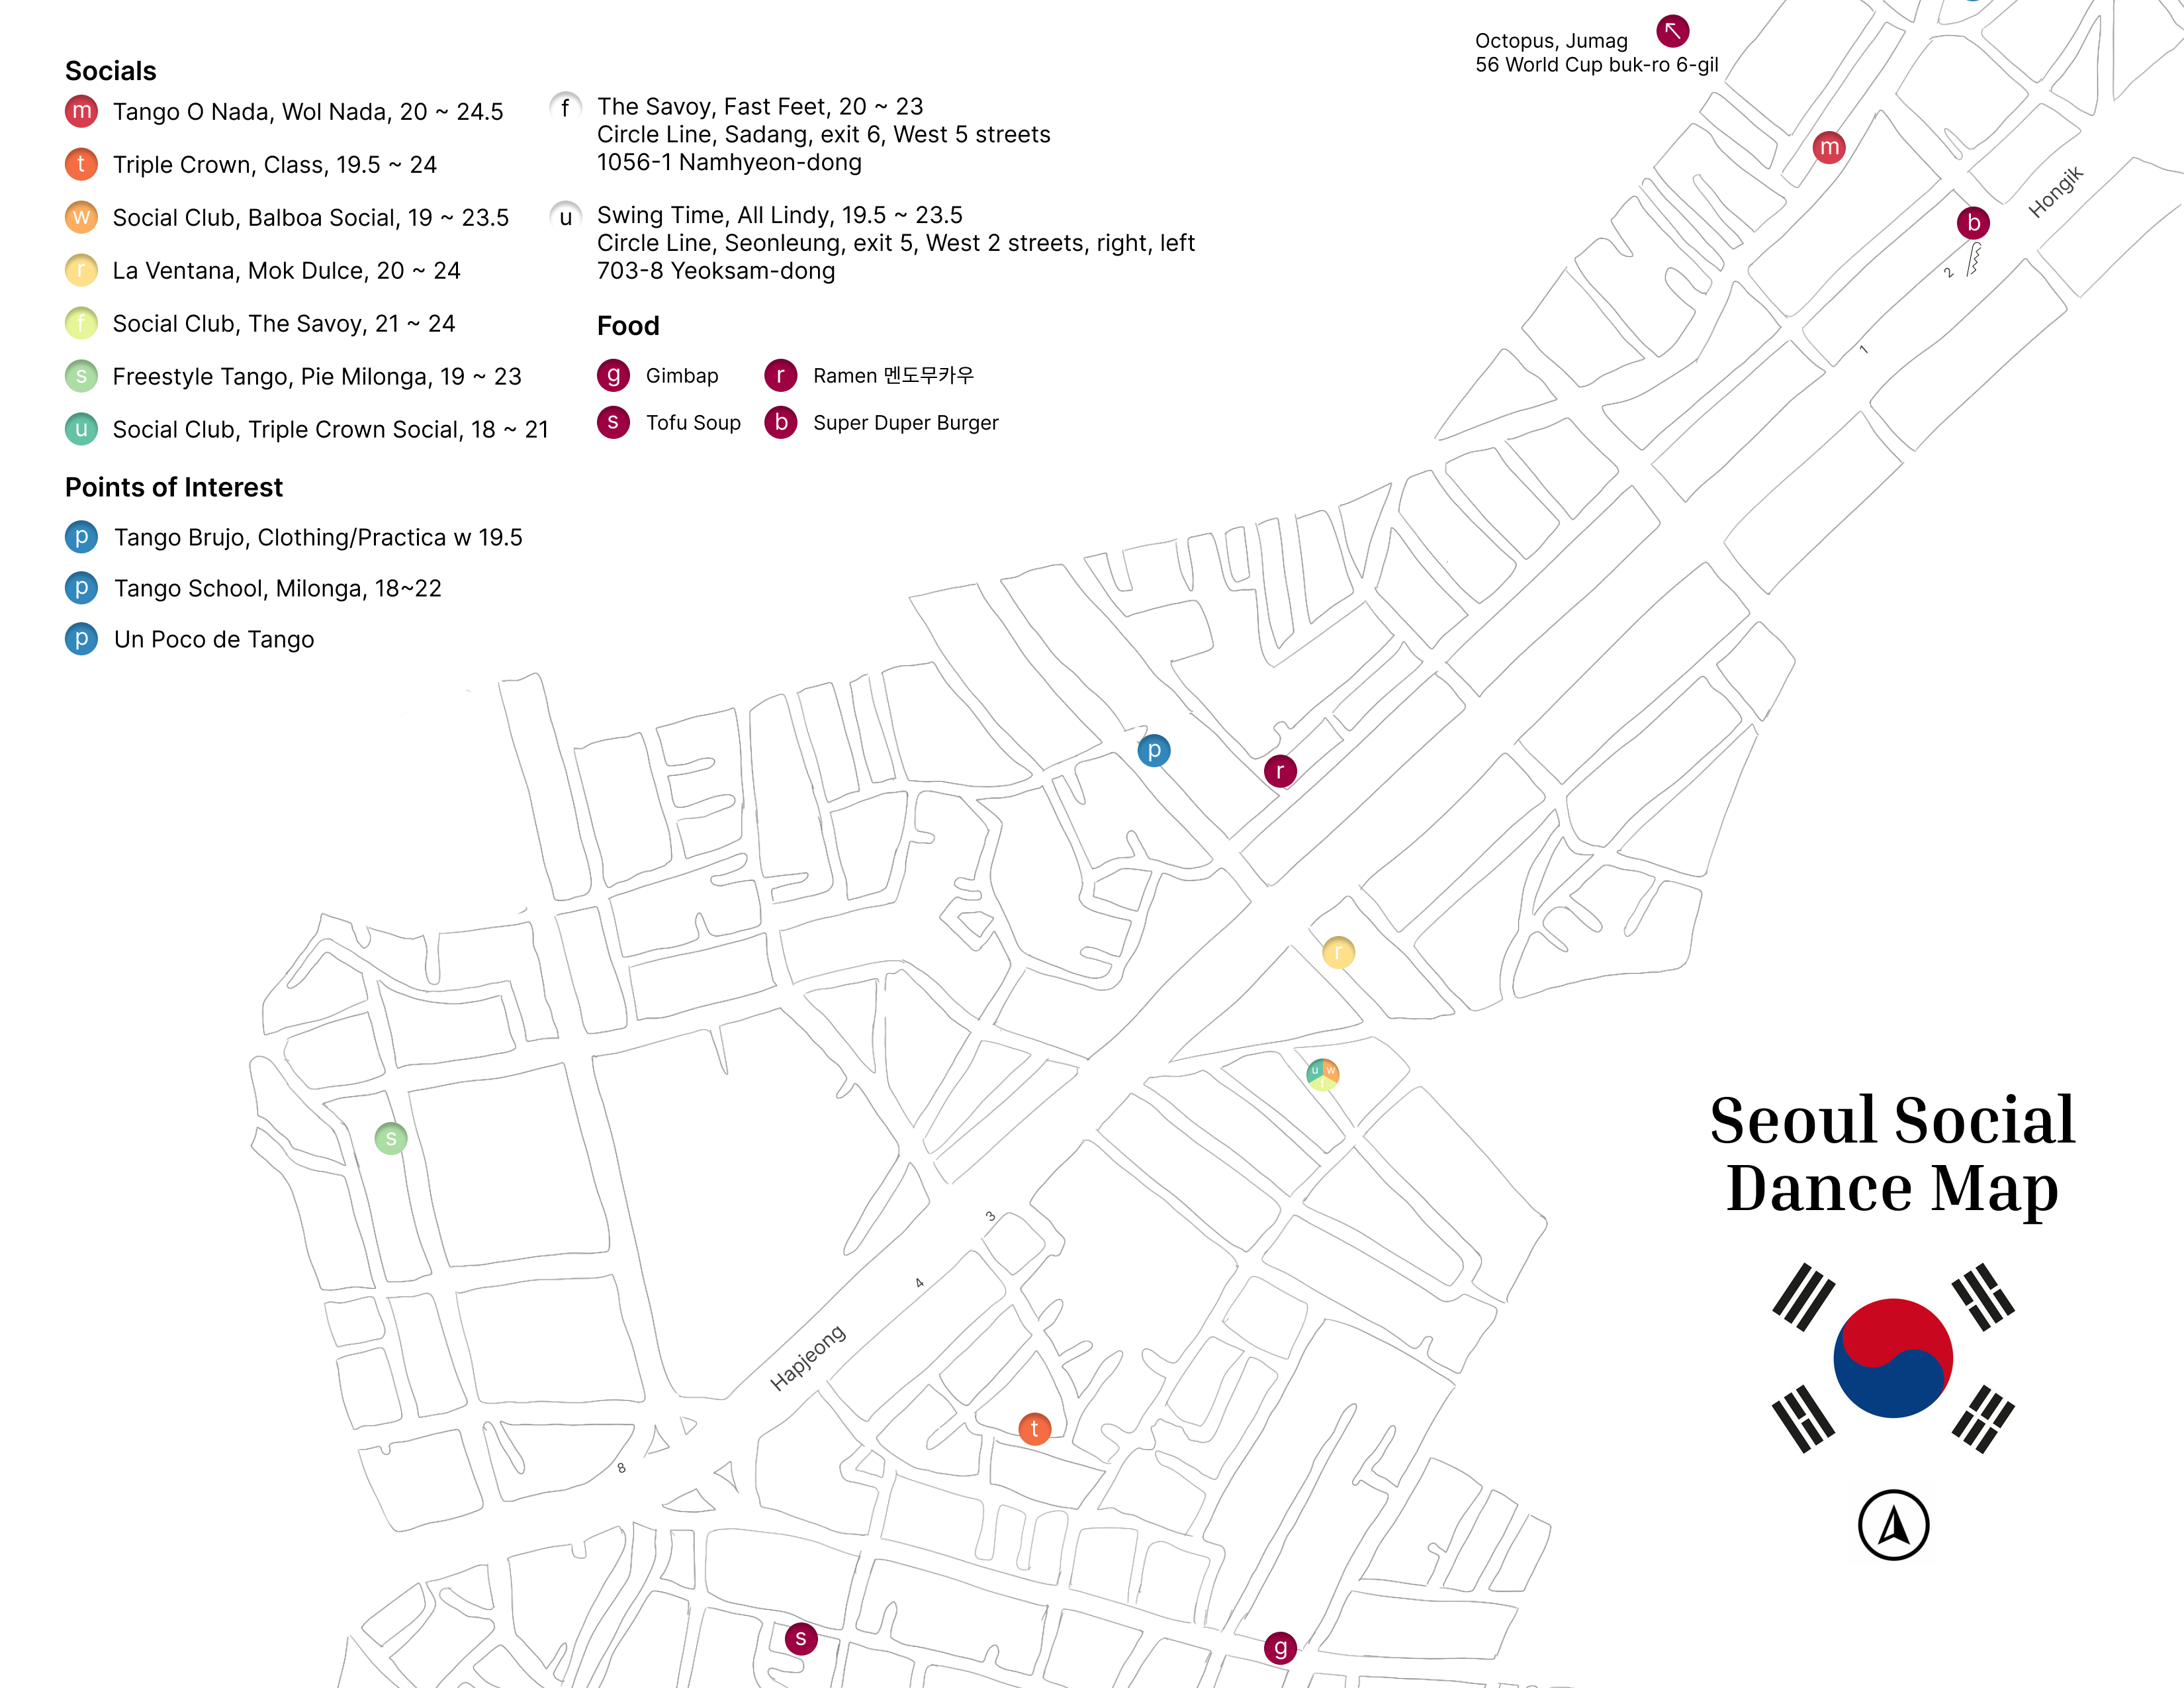 Socials
m Tango O Nada, Wol Nada, 20 ~ 24.5
t Triple Crown, Class, 19.5 ~ 24
w Social Club, Balboa Social, 19 ~ 23.5
r La Ventana, Mok Dulce, 20 ~ 24
f Social Club, The Savoy, 21 ~ 24
s Freestyle Tango, Pie Milonga, 19 ~ 23
u Social Club, Triple Crown Social, 18 ~ 21
Points of Interest
p Tango Brujo, Clothing/Practica w 19.5
p Tango School, Milonga, 18~22
p Un Poco de Tango
f The Savoy, Fast Feet, 20 ~ 23
Circle Line, Sadang, exit 6, West 5 streets
1056-1 Namhyeon-dong
u Swing Time, All Lindy, 19.5 ~ 23.5
Circle Line, Seonleung, exit 5, West 2 streets, right, left
703-8 Yeoksam-dong
Food
g Gimbap
r Ramen 멘도무카우
s Tofu Soup
b Super Duper Burger
Octopus, Jumag
56 World Cup buk-ro 6-gil
m
Hongik
b
2
1
p
r
r
u w
f
s
3
4
Hapjeong
t
8
s
g
Seoul Social
Dance Map